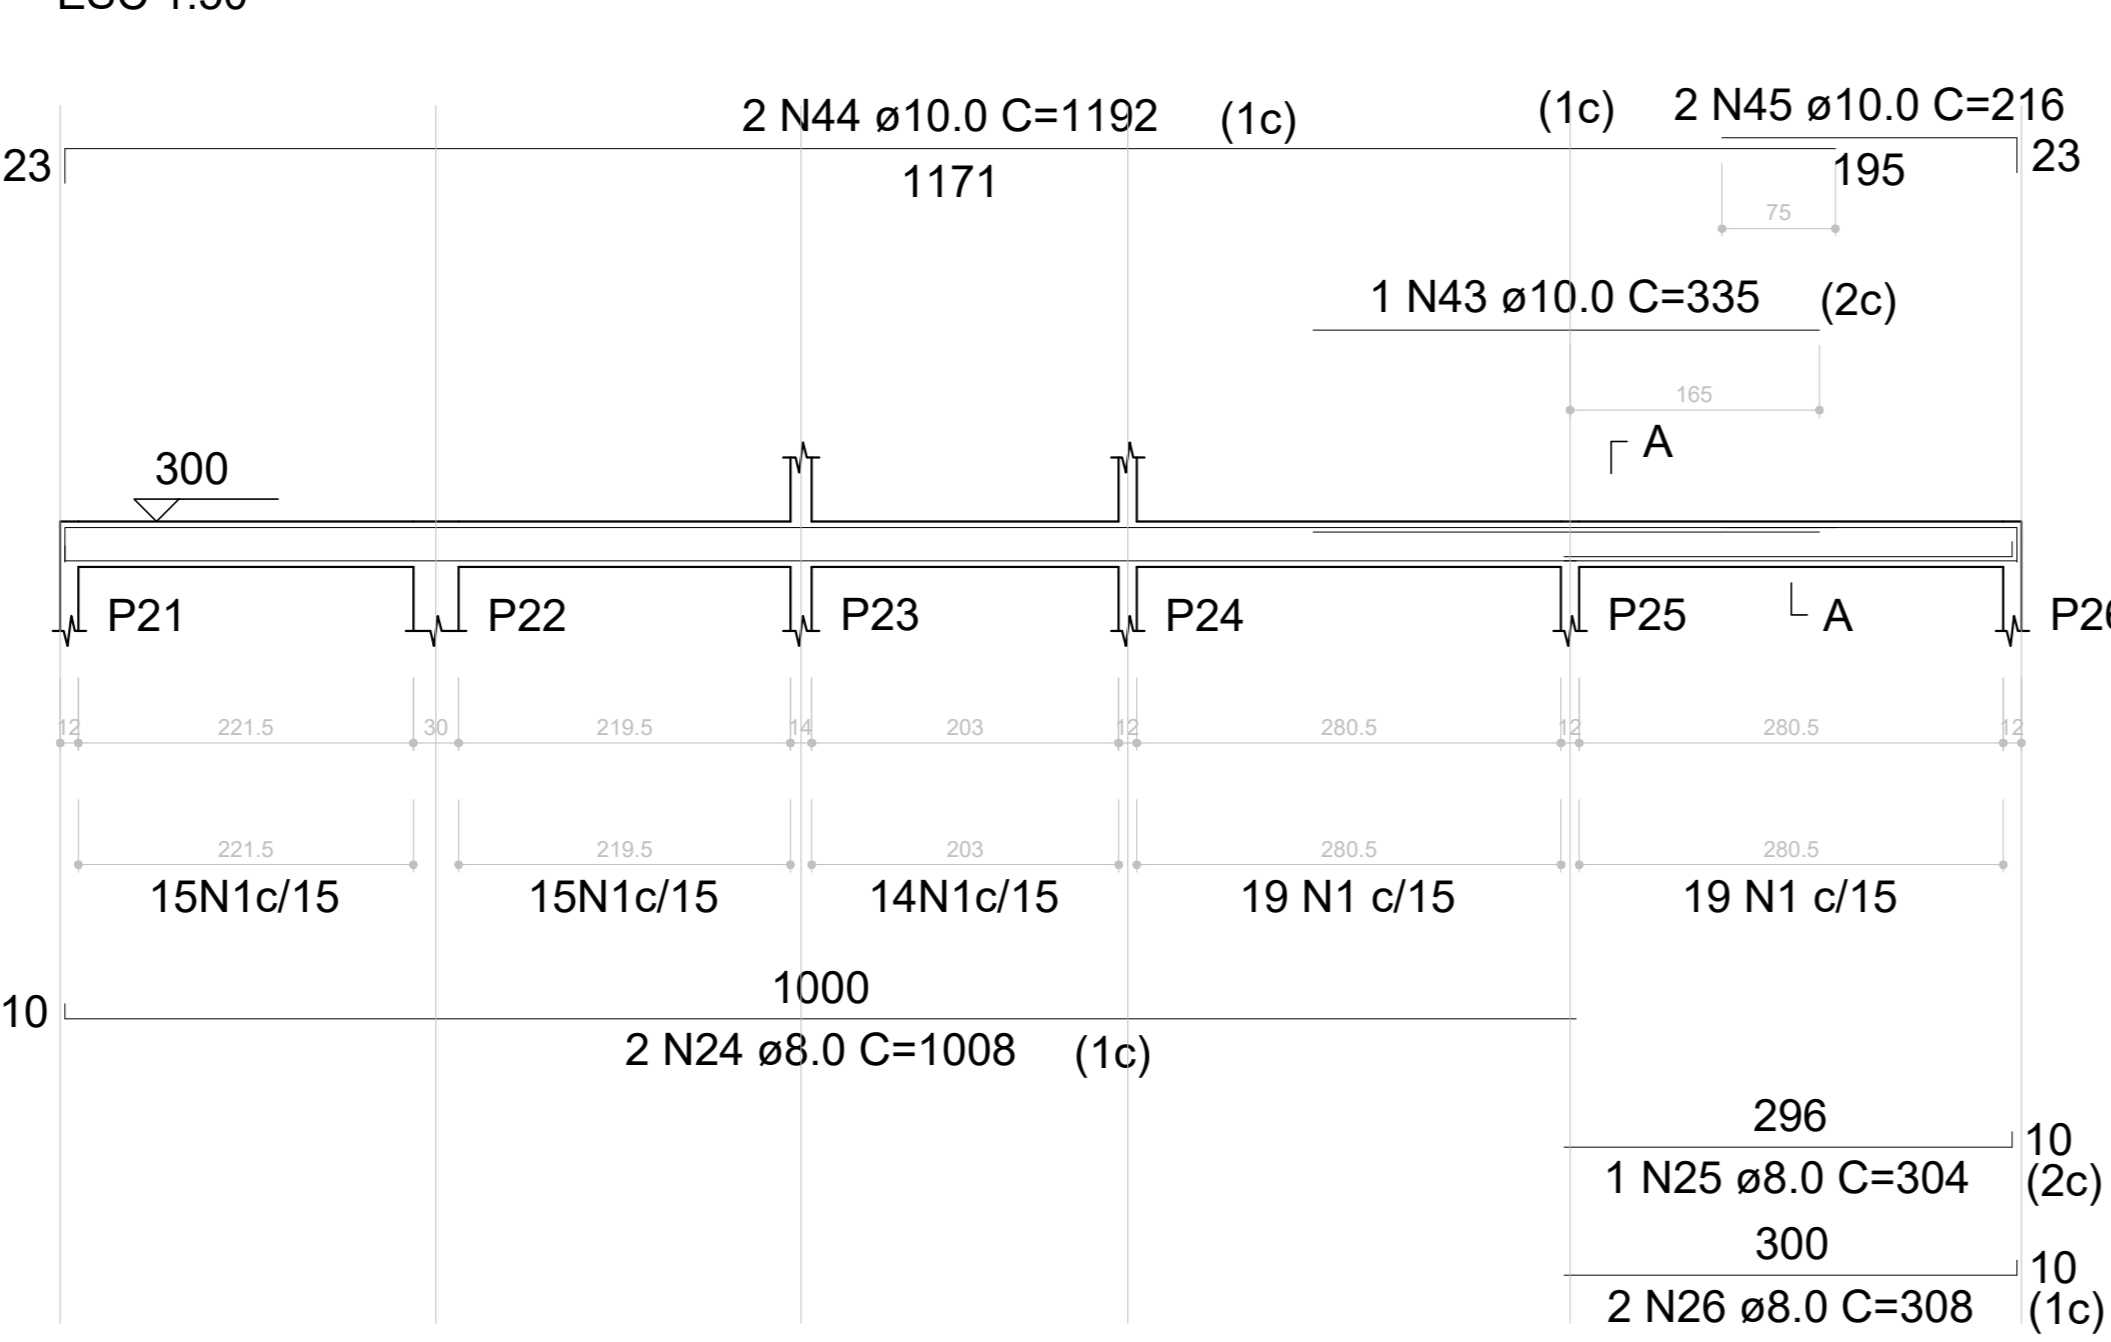 2 N44 ø10.0 C=1192 (1c) (1c) 2 N45 ø10.0 C=216
23 1171 195 23
75
1 N43 ø10.0 C=335 (2c)
165
A
300
P21 P22 P23 P24 P25 A
12 221.5 30 219.5 14 203 12 280.5 12 280.5 12
221.5 219.5 203 280.5 280.5
15N1c/15 15N1c/15 14N1c/15 19 N1 c/15 19 N1 c/15
10 1000
2 N24 ø8.0 C=1008 (1c)
296 10
1 N25 ø8.0 C=304 (2c)
300 10
2 N26 ø8.0 C=308 (1c)